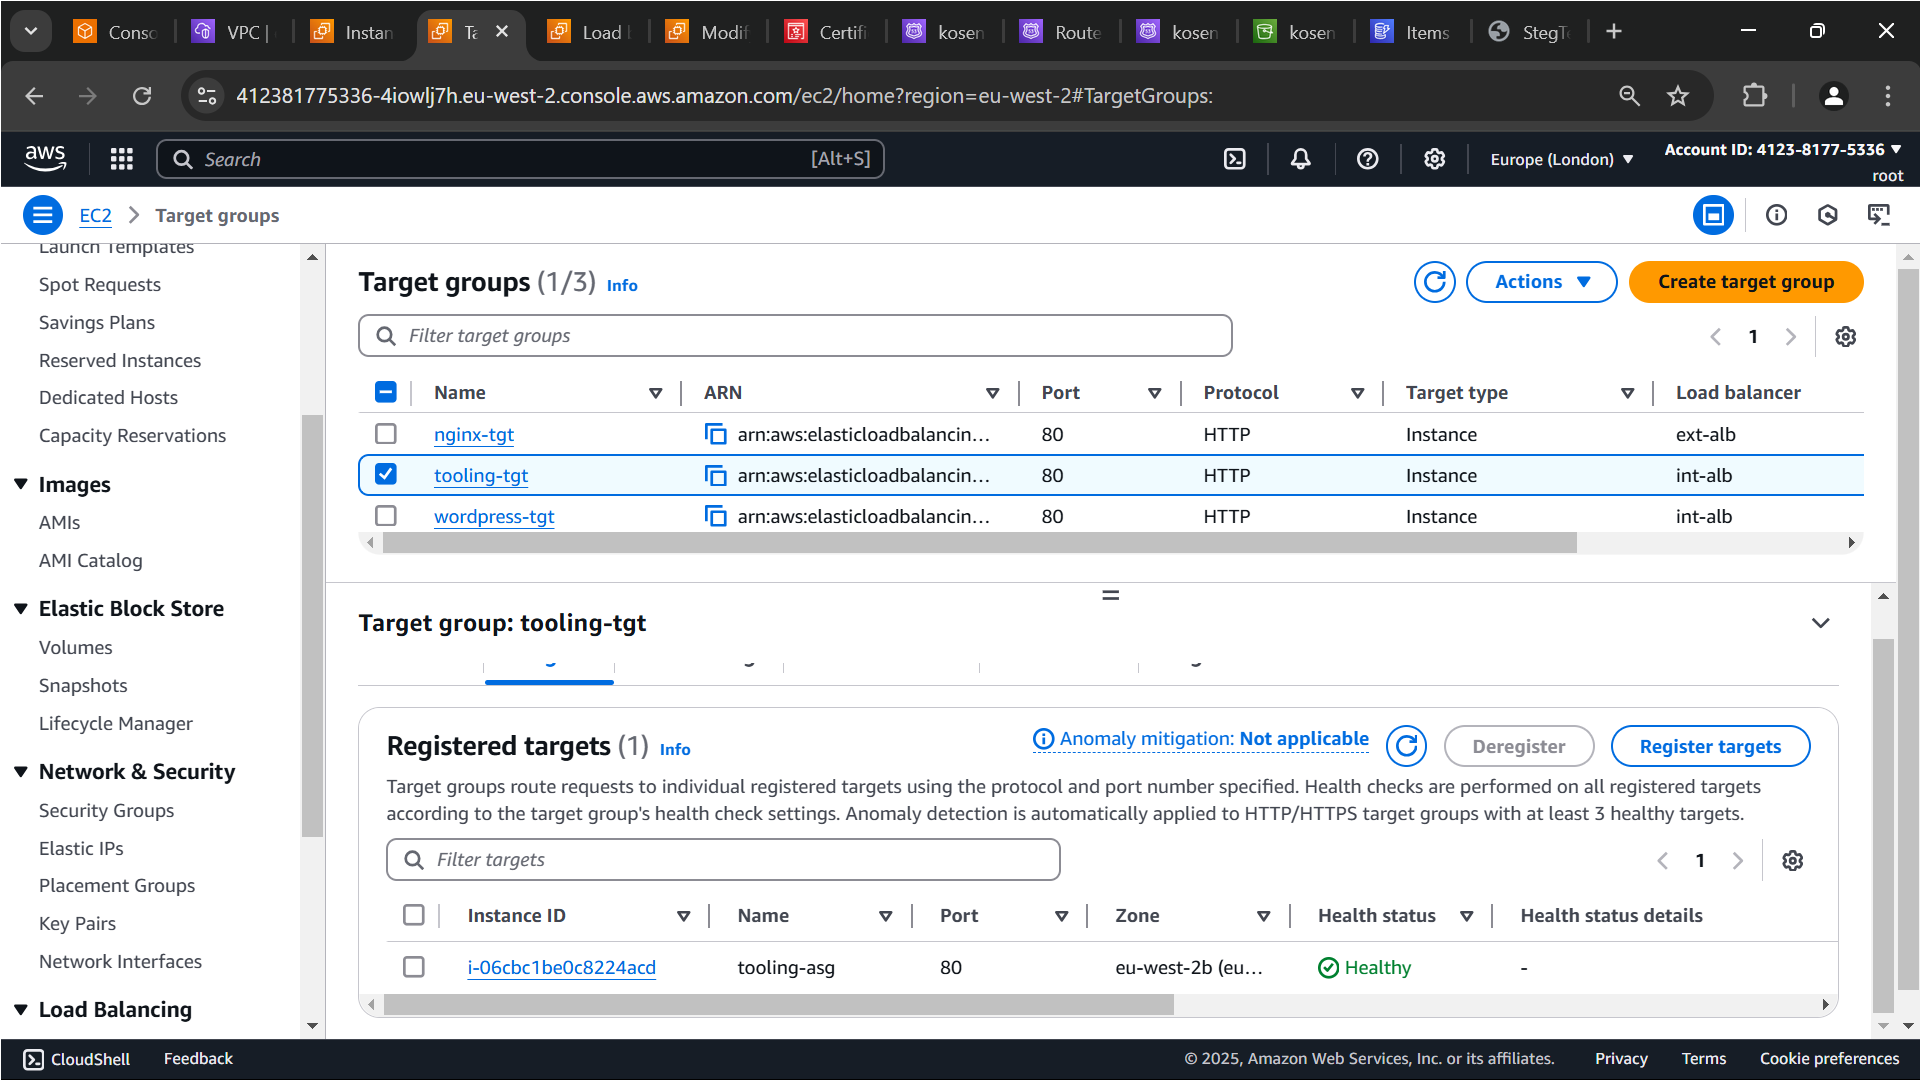 Conso
VPC |
Instan
Ta
Load b
Modif
Certifi
kosen
Route
kosen
kosen
Items
StegTe
412381775336-4iowlj7h.eu-west-2.console.aws.amazon.com/ec2/home?region=eu-west-2#TargetGroups:
aws
Search
[Alt+S]
Europe (London)
Account ID: 4123-8177-5336
root
EC2
Target groups
Launch Templates
Spot Requests
Savings Plans
Reserved Instances
Dedicated Hosts
Capacity Reservations
Images
AMIs
AMI Catalog
Elastic Block Store
Volumes
Snapshots
Lifecycle Manager
Network & Security
Security Groups
Elastic IPs
Placement Groups
Key Pairs
Network Interfaces
Load Balancing
Target groups (1/3) Info
Actions
Create target group
Filter target groups
1
Name ARN Port Protocol Target type Load balancer
nginx-tgt arn:aws:elasticloadbalancin... 80 HTTP Instance ext-alb
tooling-tgt arn:aws:elasticloadbalancin... 80 HTTP Instance int-alb
wordpress-tgt arn:aws:elasticloadbalancin... 80 HTTP Instance int-alb
Target group: tooling-tgt
Registered targets (1) Info
Anomaly mitigation: Not applicable
Deregister
Register targets
Target groups route requests to individual registered targets using the protocol and port number specified. Health checks are performed on all registered targets
according to the target group's health check settings. Anomaly detection is automatically applied to HTTP/HTTPS target groups with at least 3 healthy targets.
Filter targets
1
Instance ID Name Port Zone Health status Health status details
i-06cbc1be0c8224acd tooling-asg 80 eu-west-2b (eu... Healthy -
CloudShell
Feedback
© 2025, Amazon Web Services, Inc. or its affiliates.
Privacy
Terms
Cookie preferences